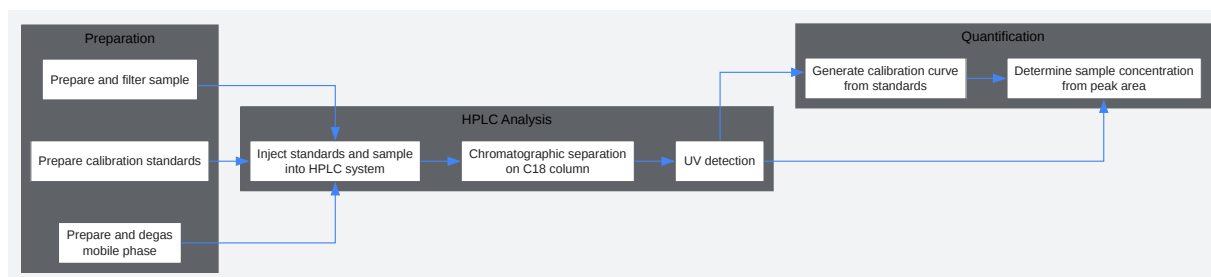 Preparation
Prepare and filter sample
Prepare calibration standards
Prepare and degas
mobile phase
HPLC Analysis
Inject standards and sample
into HPLC system
Chromatographic separation
on C18 column
UV detection
Quantification
Generate calibration curve
from standards
Determine sample concentration
from peak area